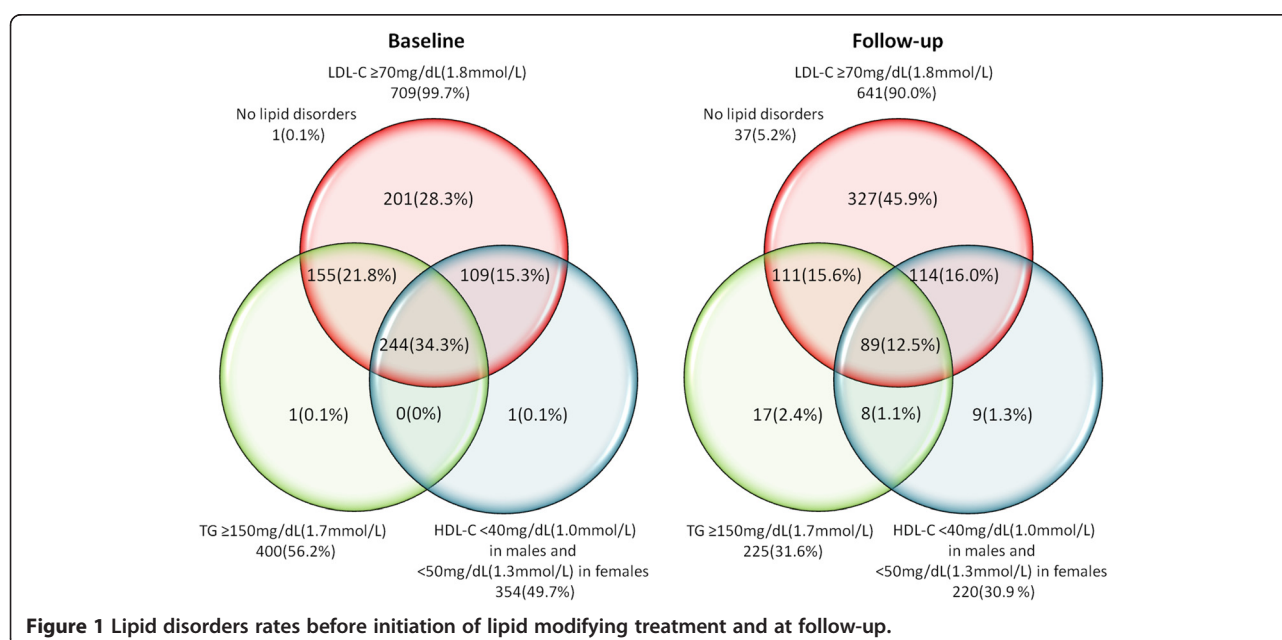 Baseline
LDL-C ≥70mg/dL(1.8mmol/L)
709(99.7%)
No lipid disorders
1(0.1%)
201(28.3%)
155(21.8%)
109(15.3%)
244(34.3%)
1(0.1%)
0(0%)
1(0.1%)
TG ≥150mg/dL(1.7mmol/L)
400(56.2%)
HDL-C <40mg/dL(1.0mmol/L)
in males and
<50mg/dL(1.3mmol/L) in females
354(49.7%)
Follow-up
LDL-C ≥70mg/dL(1.8mmol/L)
641(90.0%)
No lipid disorders
37(5.2%)
327(45.9%)
111(15.6%)
114(16.0%)
89(12.5%)
17(2.4%)
8(1.1%)
9(1.3%)
TG ≥150mg/dL(1.7mmol/L)
225(31.6%)
HDL-C <40mg/dL(1.0mmol/L)
in males and
<50mg/dL(1.3mmol/L) in females
220(30.9 %)
Figure 1 Lipid disorders rates before initiation of lipid modifying treatment and at follow-up.